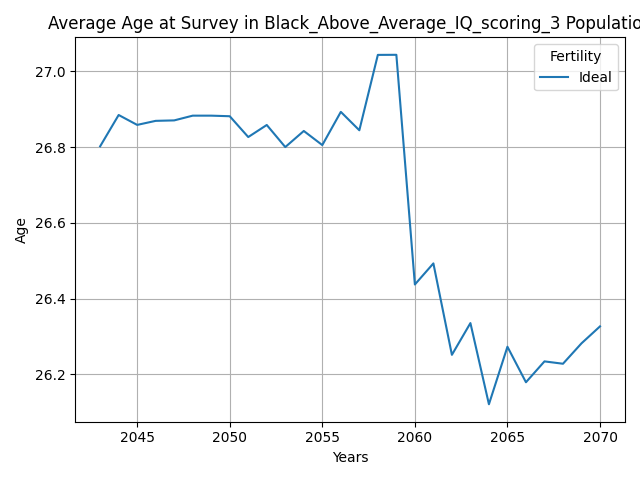 Average Age at Survey in Black_Above_Average_IQ_scoring_3 Populatio
Fertility
Ideal
27.0
26.8
26.6
26.4
26.2
Age
2045 2050 2055 2060 2065 2070
Years